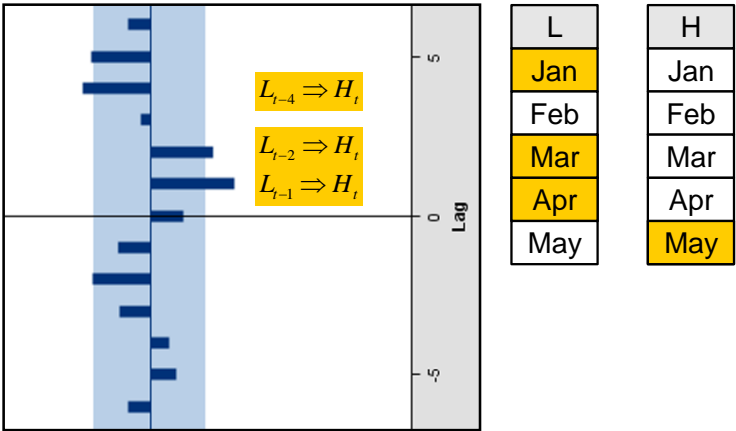 5
0
-5
Lag
L_{t-4} ⇒ H_t
L_{t-2} ⇒ H_t
L_{t-1} ⇒ H_t
L
Jan
Feb
Mar
Apr
May
H
Jan
Feb
Mar
Apr
May